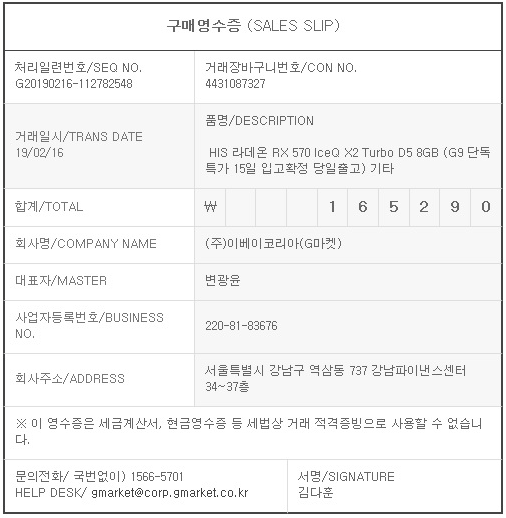 구매영수증 (SALES SLIP)
처리일련번호/SEQ NO.
G20190216-112782548
거래장바구니번호/CON NO.
4431087327
거래일시/TRANS DATE
19/02/16
품명/DESCRIPTION
HIS 라데온 RX 570 IceQ X2 Turbo D5 8GB (G9 단독
특가 15일 입고확정 당일출고) 기타
합계/TOTAL
₩ 1 6 5 2 9 0
회사명/COMPANY NAME
(주)이베이코리아(G마켓)
대표자/MASTER
변광윤
사업자등록번호/BUSINESS
NO.
220-81-83676
회사주소/ADDRESS
서울특별시 강남구 역삼동 737 강남파이낸스센터
34~37층
※ 이 영수증은 세금계산서, 현금영수증 등 세법상 거래 적격증빙으로 사용할 수 없습니
다.
문의전화/ 국번없이) 1566-5701
HELP DESK/ gmarket@corp.gmarket.co.kr
서명/SIGNATURE
김다훈